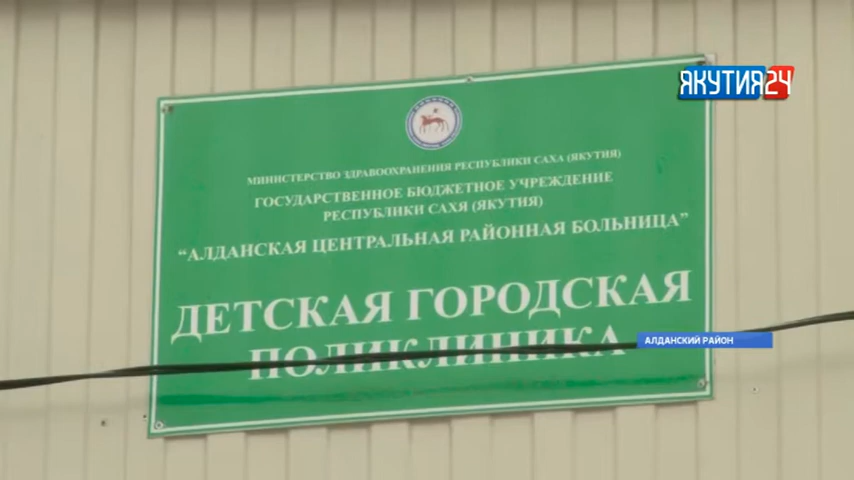 ЯКУТИЯ24
МИНИСТЕРСТВО ЗДРАВООХРАНЕНИЯ РЕСПУБЛИКИ САХА (ЯКУТИЯ)
ГОСУДАРСТВЕННОЕ БЮДЖЕТНОЕ УЧРЕЖДЕНИЕ
РЕСПУБЛИКИ САХЯ (ЯКУТИЯ)
“АЛДАНСКАЯ ЦЕНТРАЛЬНАЯ РАЙОННАЯ БОЛЬНИЦА”
ДЕТСКАЯ ГОРОДСКАЯ
ПОЛИКЛИНИКА
АЛДАНСКИЙ РАЙОН